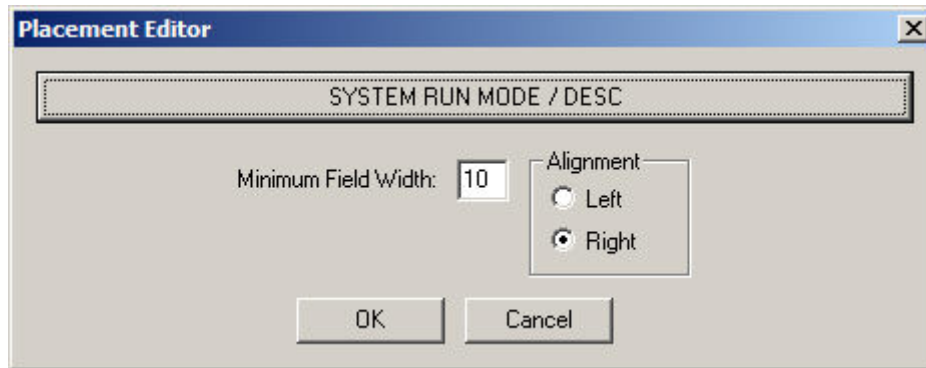 Placement Editor
SYSTEM RUN MODE / DESC
Minimum Field Width: 10
Alignment
Left
Right
OK
Cancel